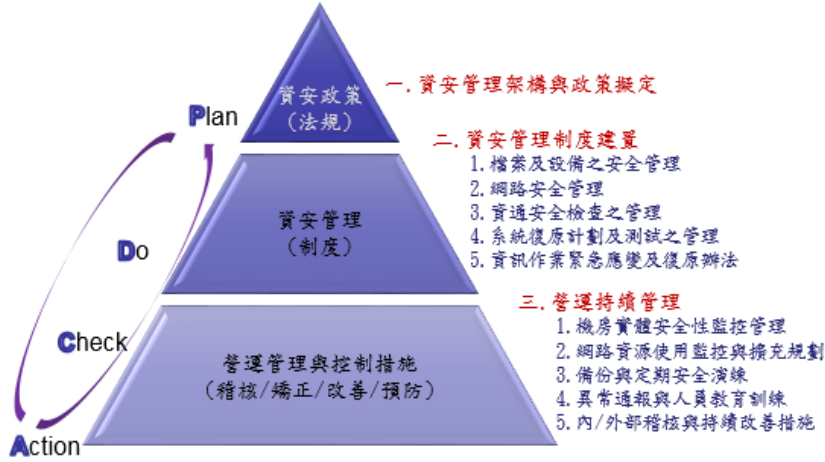 資安政策
(法規)
一. 資安管理架構與政策擬定
Plan
二. 資安管理制度建置
1.檔案及設備之安全管理
2.網路安全管理
3.資通安全檢查之管理
4.系統復原計劃及測試之管理
5.資訊作業緊急應變及復原辦法
資安管理
(制度)
Do
三. 營運持續管理
1.機房實體安全性監控管理
2.網路資源使用監控與擴充規劃
3.備份與定期安全演練
4.異常通報與人員教育訓練
5.內/外部稽核與持續改善措施
Check
營運管理與控制措施
(稽核/矯正/改善/預防)
Action